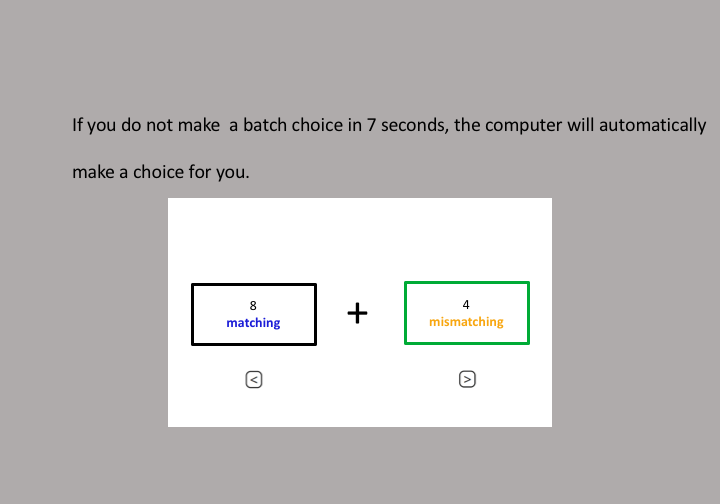 If you do not make  a batch choice in 7 seconds, the computer will automatically
make a choice for you.
8
matching
+
4
mismatching
<
>